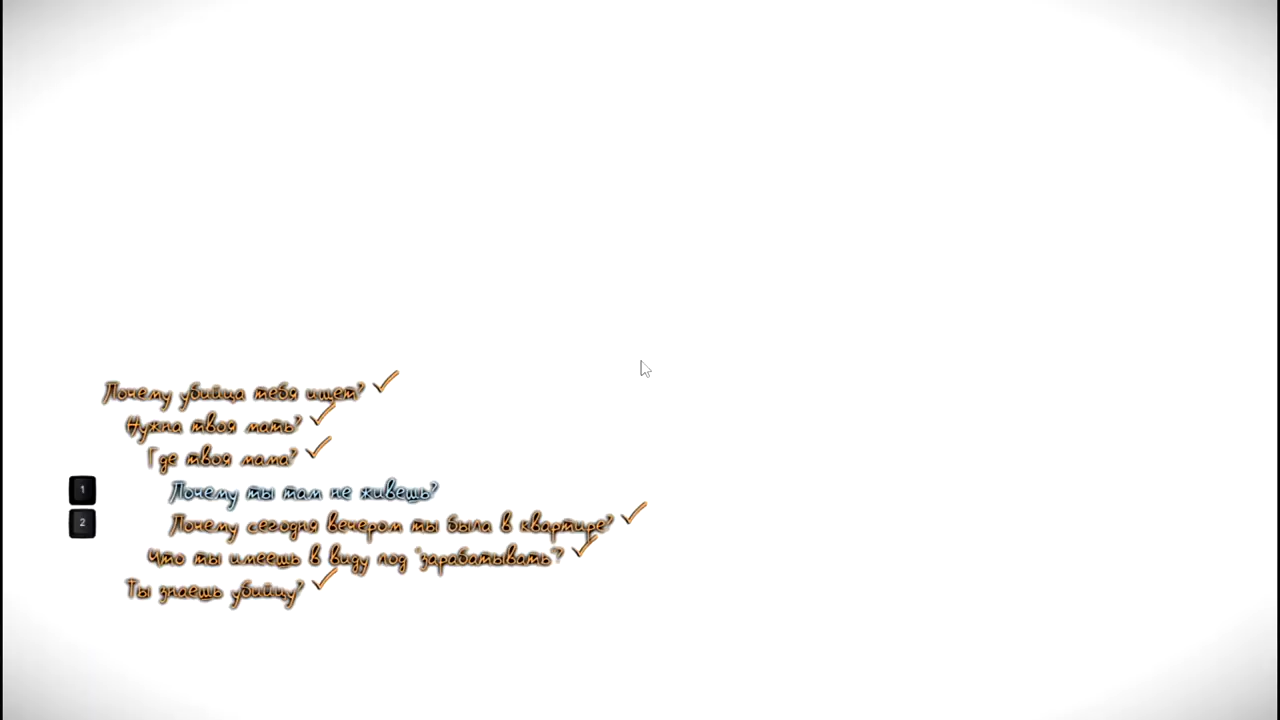 Почему убийца тебя ищет?
Нужна твоя мать?
Где твоя мама?
1 Почему ты там не живешь?
2 Почему сегодня вечером ты была в квартире?
Что ты имеешь в виду под "зарабатывать"?
Ты знаешь убийцу?